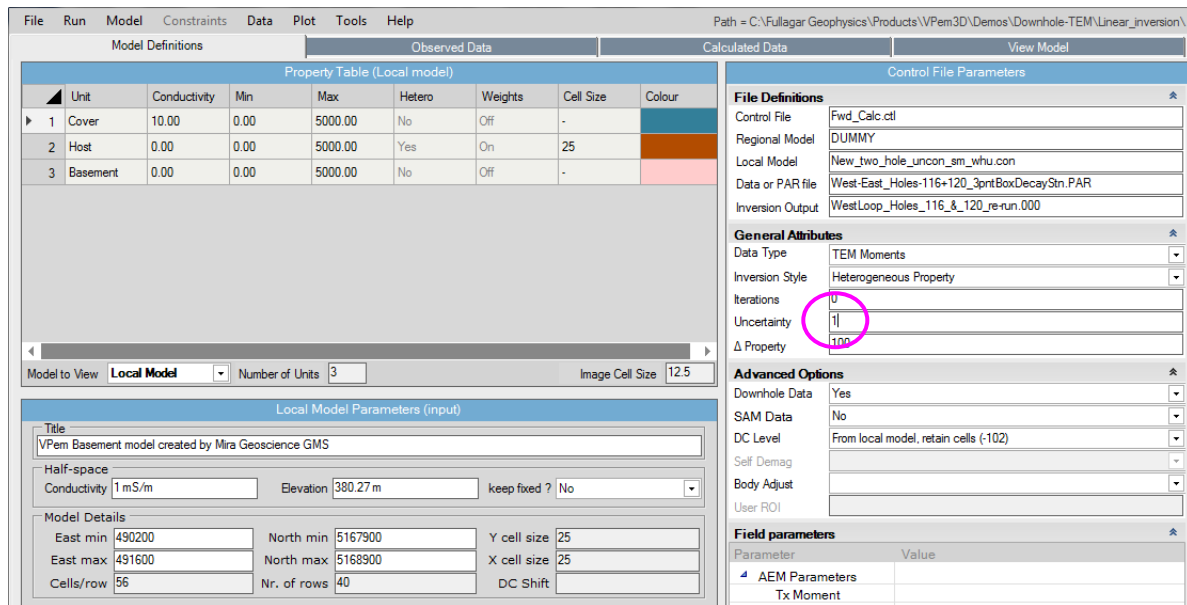 File Run Model Constraints Data Plot Tools Help Path = C:\Fullagar Geophysics\Products\VPem3D\Demos\Downhole-TEM\Linear_inversion\
Model Definitions Observed Data Calculated Data View Model
Property Table (Local model)
Unit Conductivity Min Max Hetero Weights Cell Size Colour
1 Cover 10.00 0.00 5000.00 No Off -
2 Host 0.00 0.00 5000.00 Yes On 25
3 Basement 0.00 0.00 5000.00 No Off -
Model to View Local Model Number of Units 3 Image Cell Size 12.5
Local Model Parameters (input)
Title
VPem Basement model created by Mira Geoscience GMS
Half-space
Conductivity 1 mS/m Elevation 380.27 m keep fixed ? No
Model Details
East min 490200 North min 5167900 Y cell size 25
East max 491600 North max 5168900 X cell size 25
Cells/row 56 Nr. of rows 40 DC Shift
Control File Parameters
File Definitions
Control File Fwd_Calc.ctl
Regional Model DUMMY
Local Model New_two_hole_uncon_sm_whu.con
Data or PAR file West-East_Holes-116+120_3pntBoxDecayStn.PAR
Inversion Output WestLoop_Holes_116_&_120_re-run.000
General Attributes
Data Type TEM Moments
Inversion Style Heterogeneous Property
Iterations 0
Uncertainty 1
Δ Property 100
Advanced Options
Downhole Data Yes
SAM Data No
DC Level From local model, retain cells (-102)
Self Demag
Body Adjust
User ROI
Field parameters
Parameter Value
AEM Parameters
Tx Moment